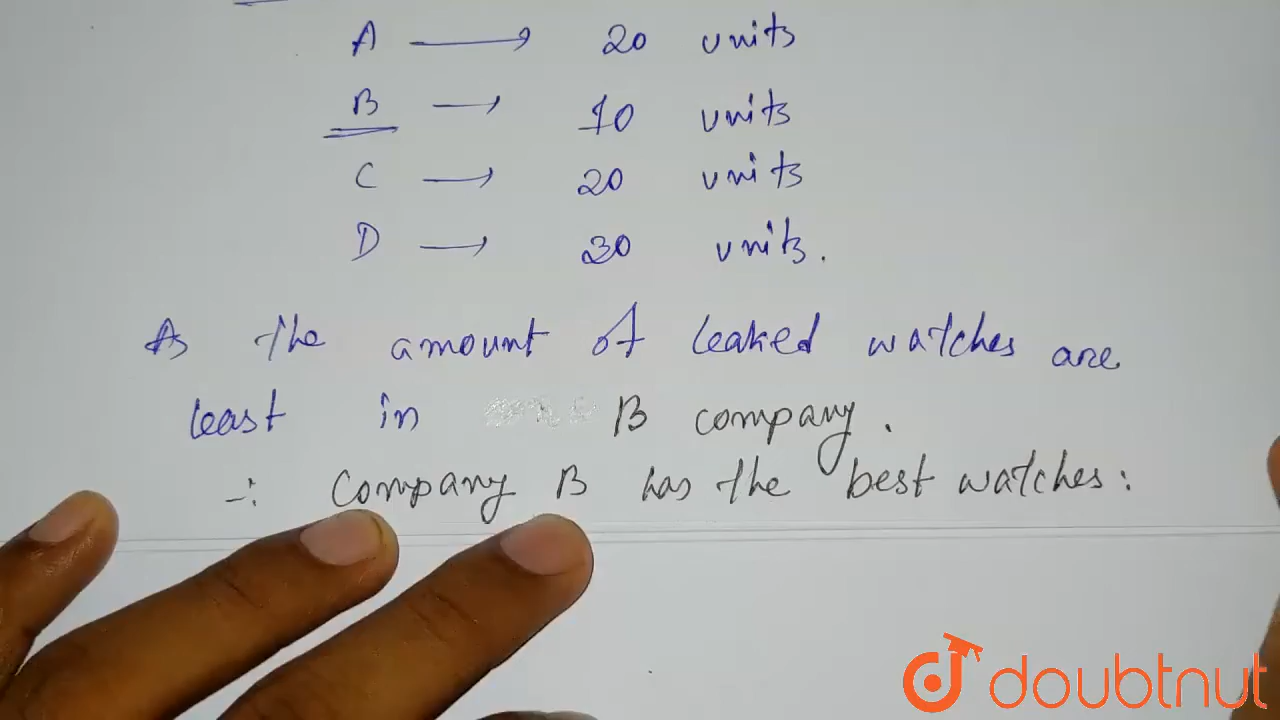 A → 20 units
B → 10 units
C → 20 units
D → 30 units.
As the amount of leaked watches are
least in B company.
∴ Company B has the best watches:
doubtnut